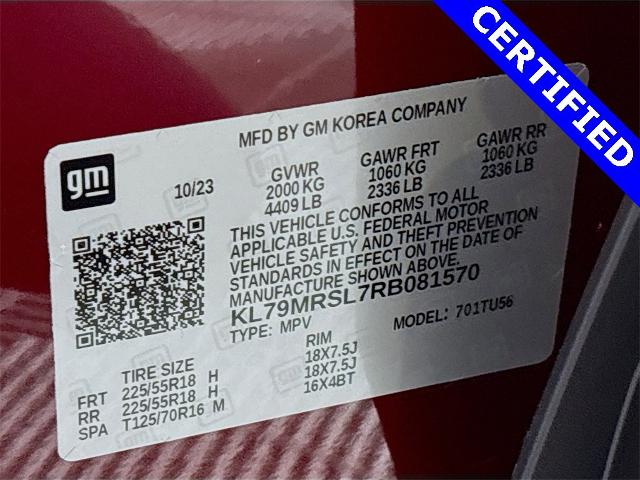 CERTIFIED
MFD BY GM KOREA COMPANY
gm
10/23
GVWR
2000 KG
4409 LB
GAWR FRT
1060 KG
2336 LB
GAWR RR
1060 KG
2336 LB
THIS VEHICLE CONFORMS TO ALL
APPLICABLE U.S. FEDERAL MOTOR
VEHICLE SAFETY AND THEFT PREVENTION
STANDARDS IN EFFECT ON THE DATE OF
MANUFACTURE SHOWN ABOVE.
KL79MRSL7RB081570
TYPE: MPV
MODEL: 701TU56
TIRE SIZE
RIM
FRT 225/55R18 H 18X7.5J
RR 225/55R18 H 18X7.5J
SPA T125/70R16 M 16X4BT